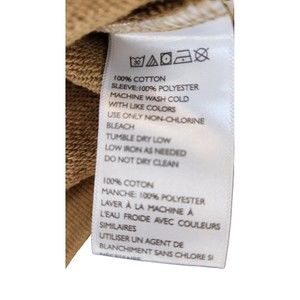 30
100% COTTON
SLEEVE:100% POLYESTER
MACHINE WASH COLD
WITH LIKE COLORS
USE ONLY NON-CHLORINE
BLEACH
TUMBLE DRY LOW
LOW IRON AS NEEDED
DO NOT DRY CLEAN
100% COTTON
MANCHE: 100% POLYESTER
LAVER À LA MACHINE À
L'EAU FROIDE AVEC COULEURS
SIMILAIRES
UTILISER UN AGENT DE
BLANCHIMENT SANS CHLORE SI